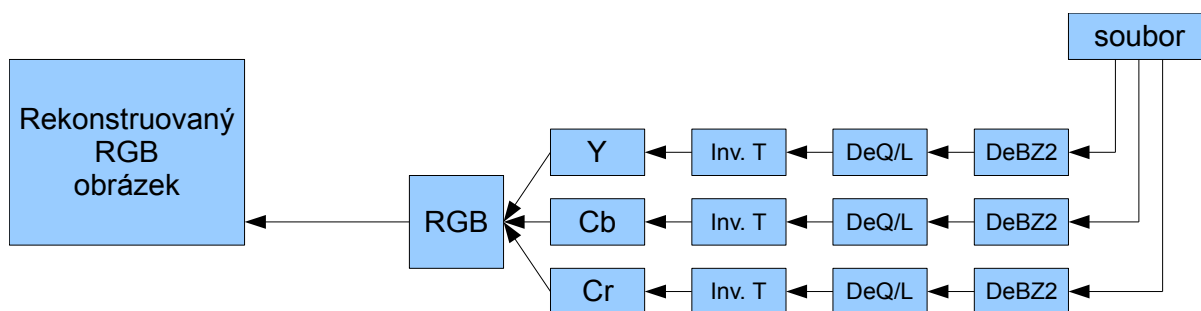 soubor
Rekonstruovaný
RGB
obrázek
Y
Inv. T
DeQ/L
DeBZ2
RGB
Cb
Inv. T
DeQ/L
DeBZ2
Cr
Inv. T
DeQ/L
DeBZ2